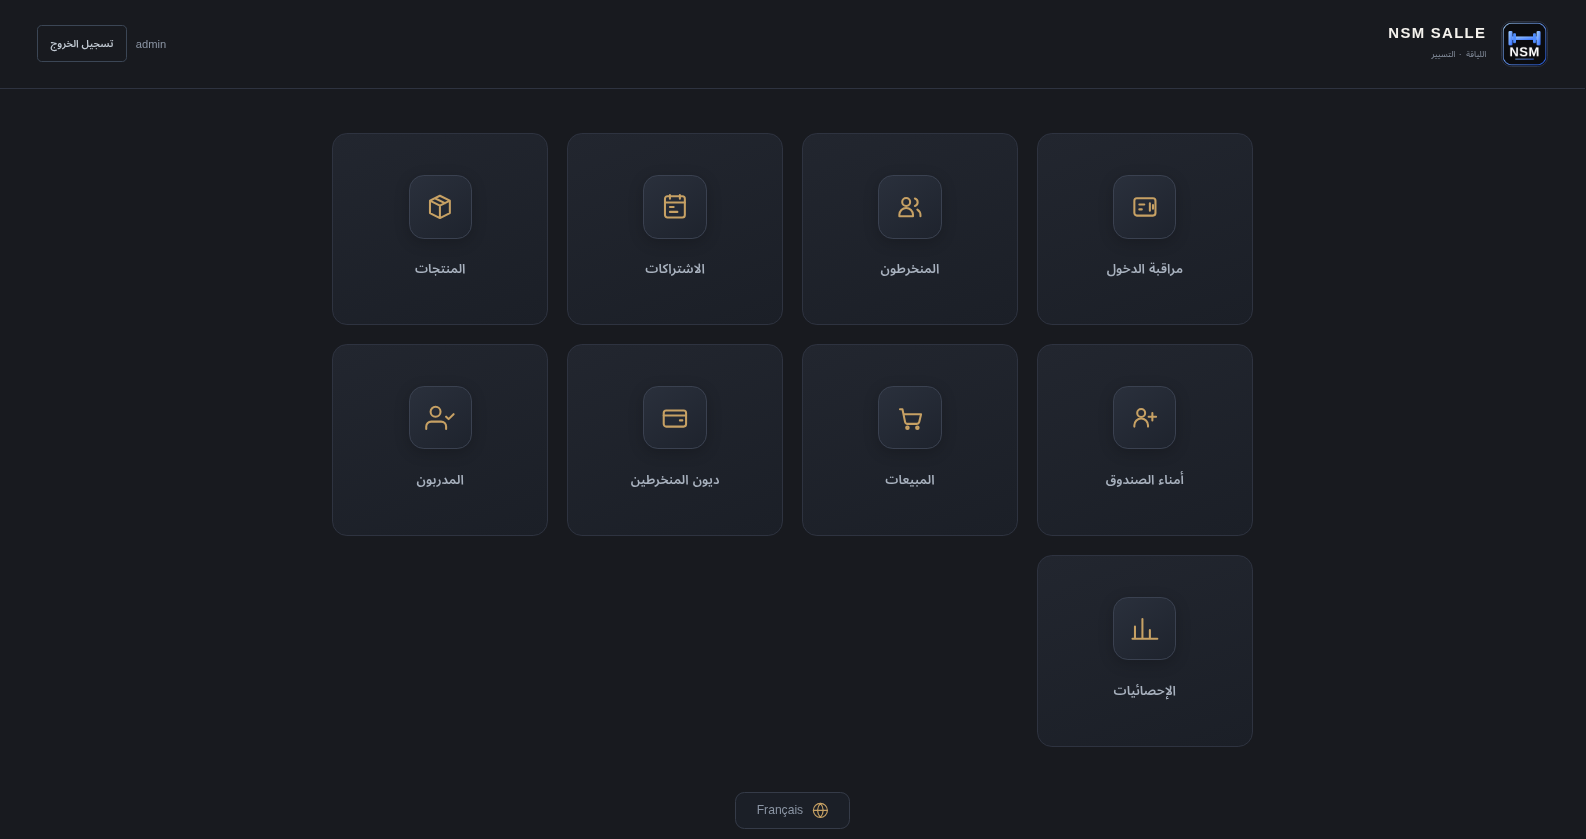 NSM
NSM SALLE
اللياقة · التسيير
admin
تسجيل الخروج
مراقبة الدخول
المنخرطون
الاشتراكات
المنتجات
أمناء الصندوق
المبيعات
ديون المنخرطين
المدربون
الإحصائيات
Français